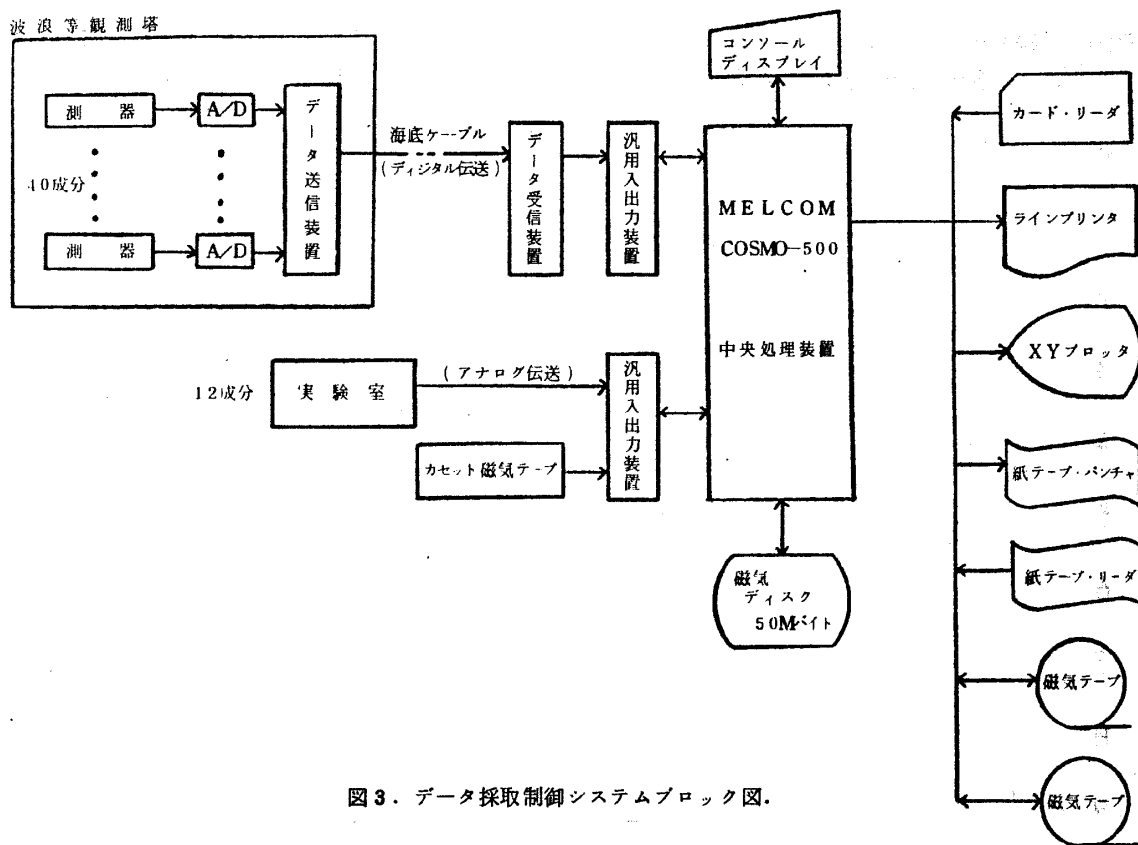 波浪等観測塔
測器
A/D
データ送信装置
40成分
測器
A/D
海底ケーブル
(ディジタル伝送)
データ受信装置
汎用入出力装置
コンソール
ディスプレイ
MELCOM
COSMO-500
中央処理装置
12成分
実験室
(アナログ伝送)
カセット磁気テープ
汎用入出力装置
磁気
ディスク
50Mバイト
カード・リーダ
ラインプリンタ
XYプロッタ
紙テープ・パンチャ
紙テープ・リーダ
磁気テープ
磁気テープ
図3.データ採取制御システムブロック図.